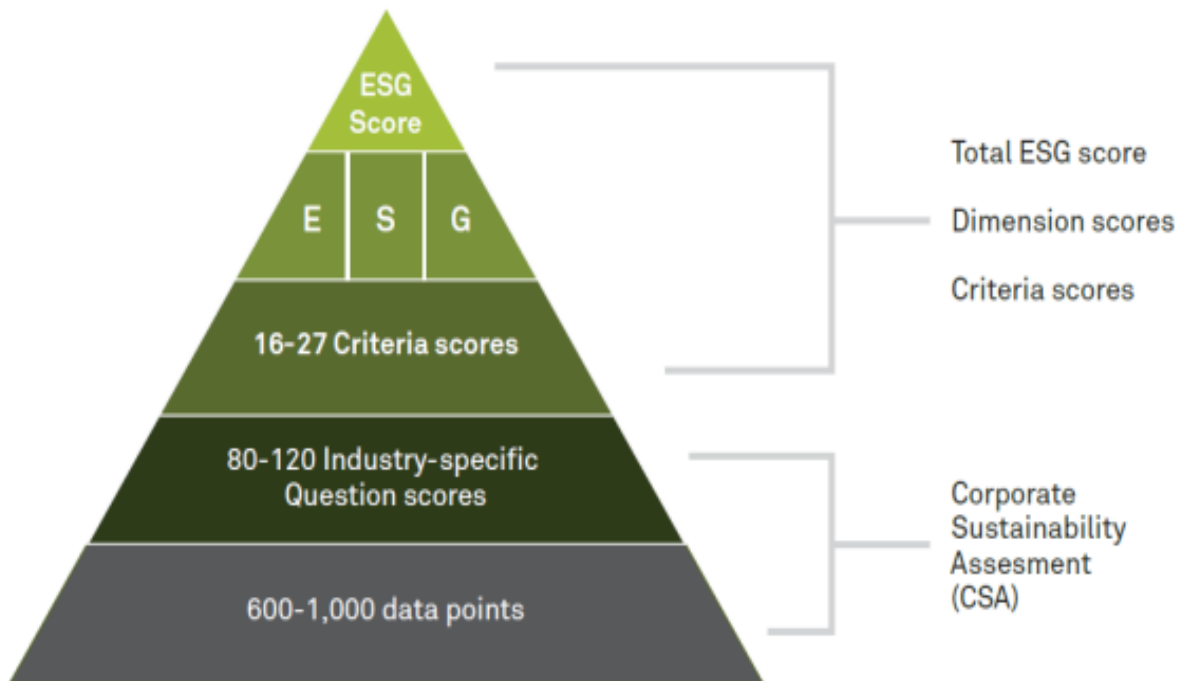 ESG
Score
E S G
16-27 Criteria scores
80-120 Industry-specific
Question scores
600-1,000 data points
Total ESG score
Dimension scores
Criteria scores
Corporate
Sustainability
Assesment
(CSA)